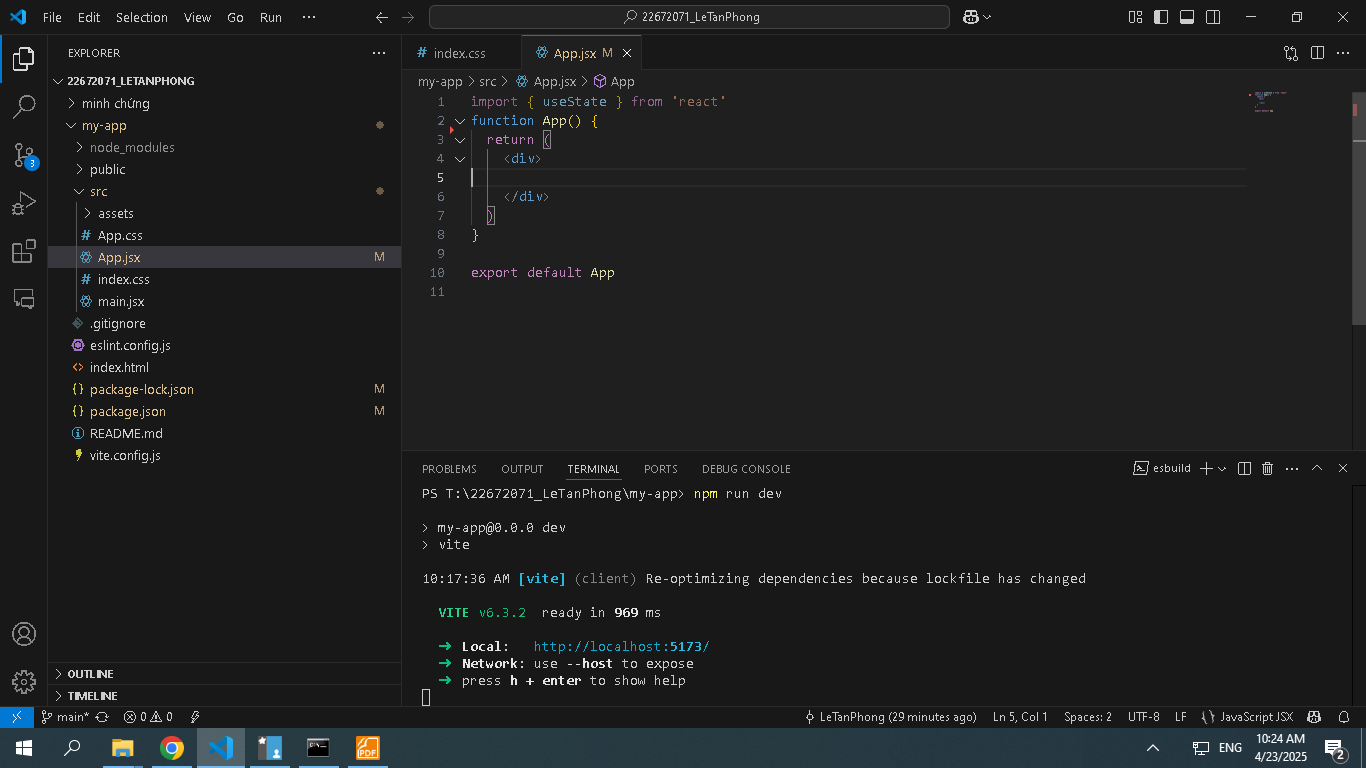 File Edit Selection View Go Run ··· 22672071_LeTanPhong
EXPLORER ···
22672071_LETANPHONG
minh chứng
my-app
node_modules
public
src
assets
# App.css
App.jsx M
# index.css
main.jsx
.gitignore
eslint.config.js
<> index.html
{} package-lock.json M
{} package.json M
README.md
vite.config.js
OUTLINE
TIMELINE
3
# index.css App.jsx M
my-app > src > App.jsx > App
1 import { useState } from 'react'
2 function App() {
3 return (
4 <div>
5
6 </div>
7 )
8 }
9
10 export default App
11
PROBLEMS OUTPUT TERMINAL PORTS DEBUG CONSOLE esbuild
PS T:\22672071_LeTanPhong\my-app> npm run dev
> my-app@0.0.0 dev
> vite
10:17:36 AM [vite] (client) Re-optimizing dependencies because lockfile has changed
VITE v6.3.2 ready in 969 ms
➜ Local: http://localhost:5173/
➜ Network: use --host to expose
➜ press h + enter to show help
main* 0 0 LeTanPhong (29 minutes ago) Ln 5, Col 1 Spaces: 2 UTF-8 LF {} JavaScript JSX
PDF ENG 10:24 AM
4/23/2025 2